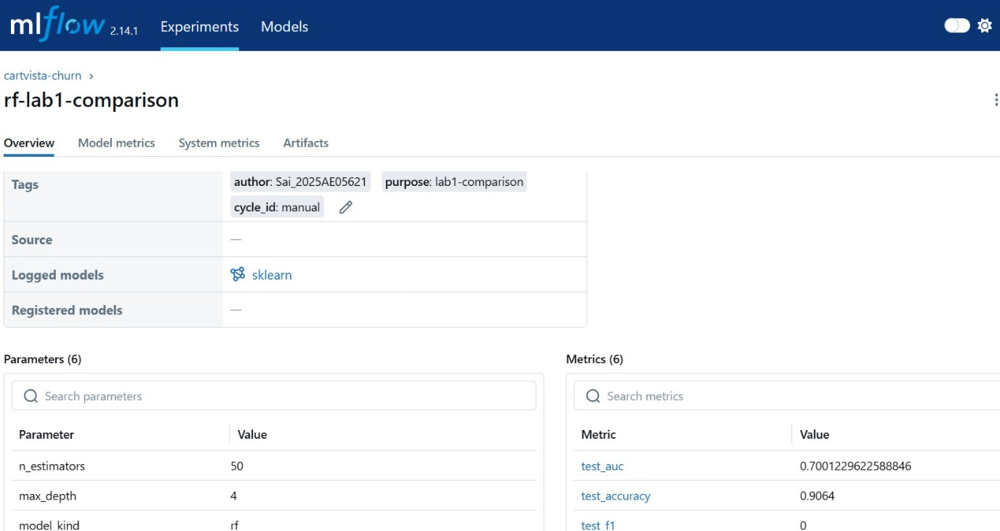 mlflow 2.14.1 Experiments Models
cartvista-churn ›
rf-lab1-comparison
Overview Model metrics System metrics Artifacts
Tags author: Sai_2025AE05621 purpose: lab1-comparison
cycle_id: manual
Source —
Logged models sklearn
Registered models —
Parameters (6) Metrics (6)
Search parameters Search metrics
Parameter Value Metric Value
n_estimators 50 test_auc 0.7001229622588846
max_depth 4 test_accuracy 0.9064
model_kind rf test_f1 0